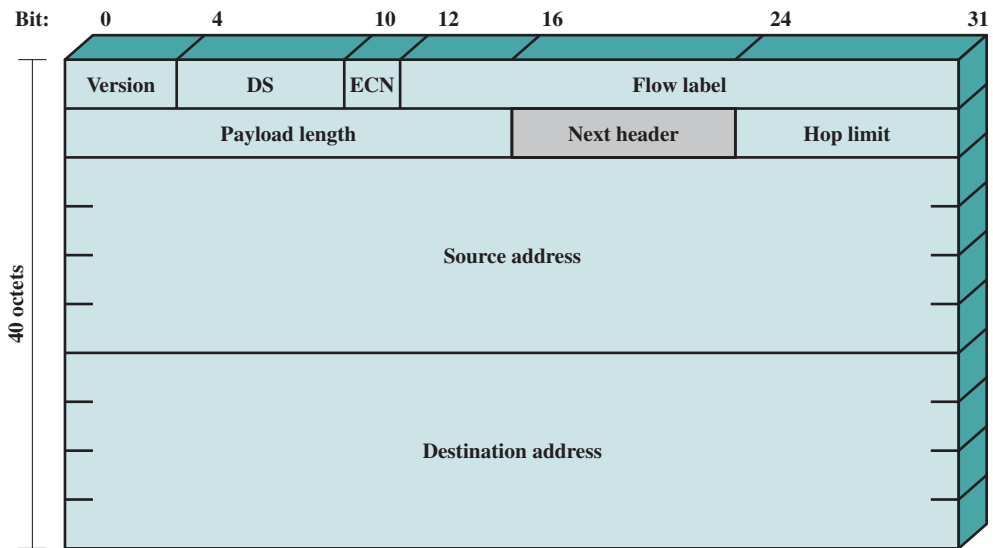 Bit: 0 4 10 12 16 24 31
Version DS ECN Flow label
Payload length Next header Hop limit
Source address
40 octets
Destination address